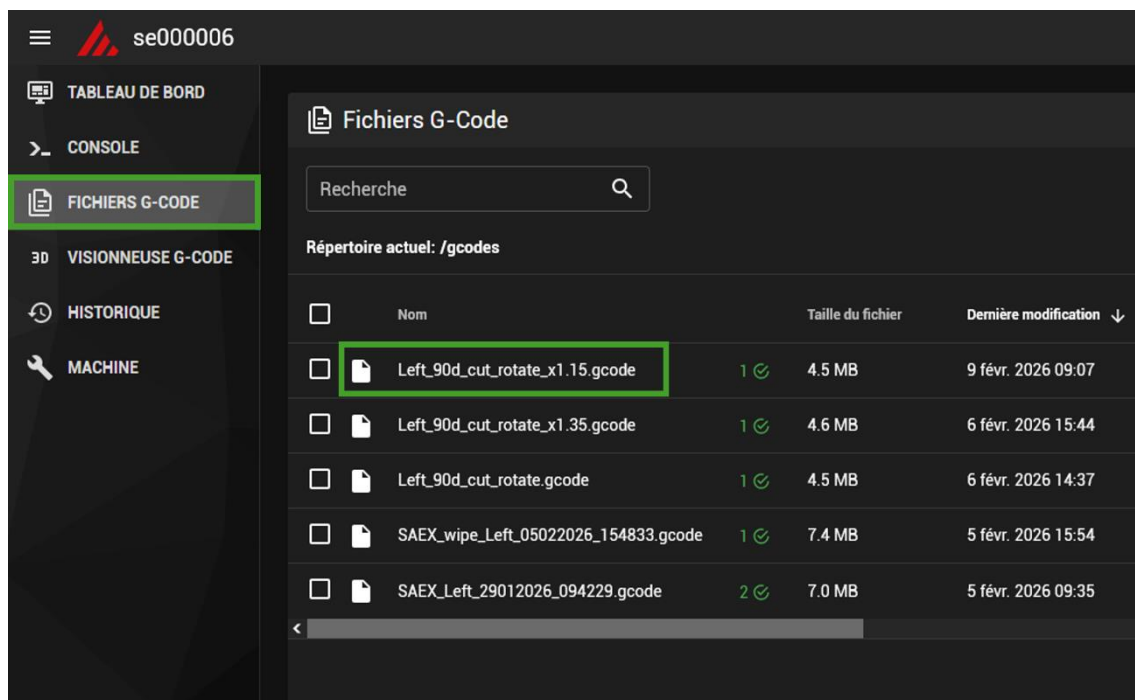 se000006
TABLEAU DE BORD
CONSOLE
FICHIERS G-CODE
3D VISIONNEUSE G-CODE
HISTORIQUE
MACHINE
Fichiers G-Code
Recherche
Répertoire actuel: /gcodes
Nom Taille du fichier Dernière modification
Left_90d_cut_rotate_x1.15.gcode 1 4.5 MB 9 févr. 2026 09:07
Left_90d_cut_rotate_x1.35.gcode 1 4.6 MB 6 févr. 2026 15:44
Left_90d_cut_rotate.gcode 1 4.5 MB 6 févr. 2026 14:37
SAEX_wipe_Left_05022026_154833.gcode 1 7.4 MB 5 févr. 2026 15:54
SAEX_Left_29012026_094229.gcode 2 7.0 MB 5 févr. 2026 09:35